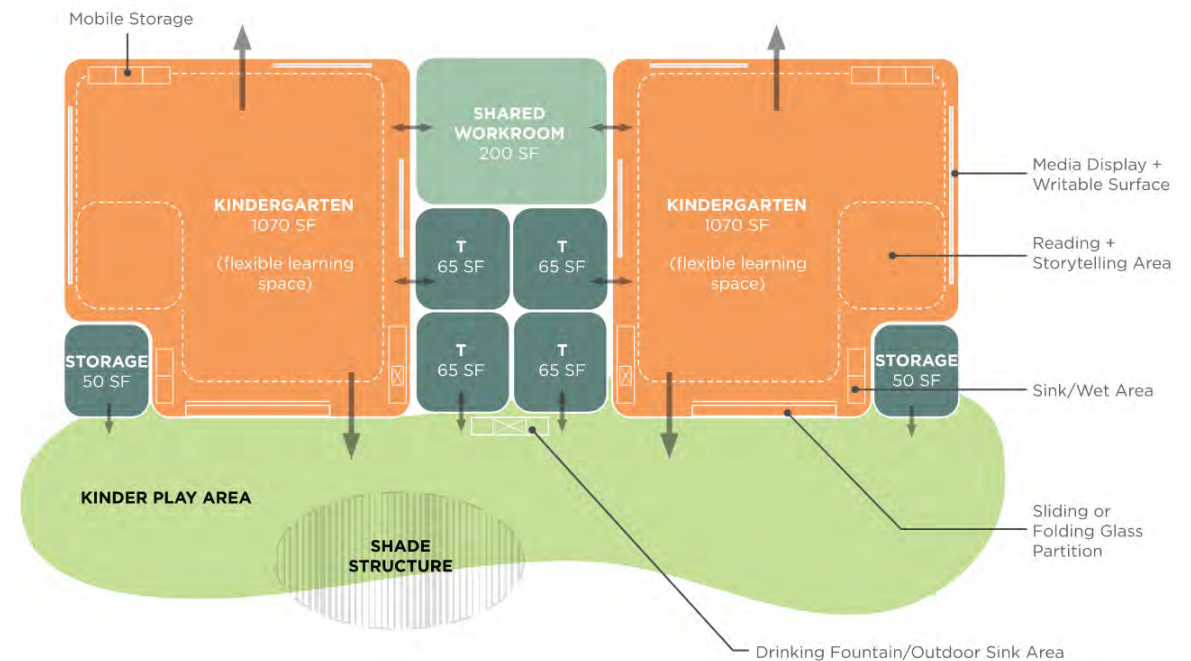 Mobile Storage
SHARED
WORKROOM
200 SF
KINDERGARTEN
1070 SF
(flexible learning
space)
KINDERGARTEN
1070 SF
(flexible learning
space)
Media Display +
Writable Surface
Reading +
Storytelling Area
T
65 SF
T
65 SF
T
65 SF
T
65 SF
STORAGE
50 SF
STORAGE
50 SF
Sink/Wet Area
KINDER PLAY AREA
SHADE
STRUCTURE
Sliding or
Folding Glass
Partition
Drinking Fountain/Outdoor Sink Area